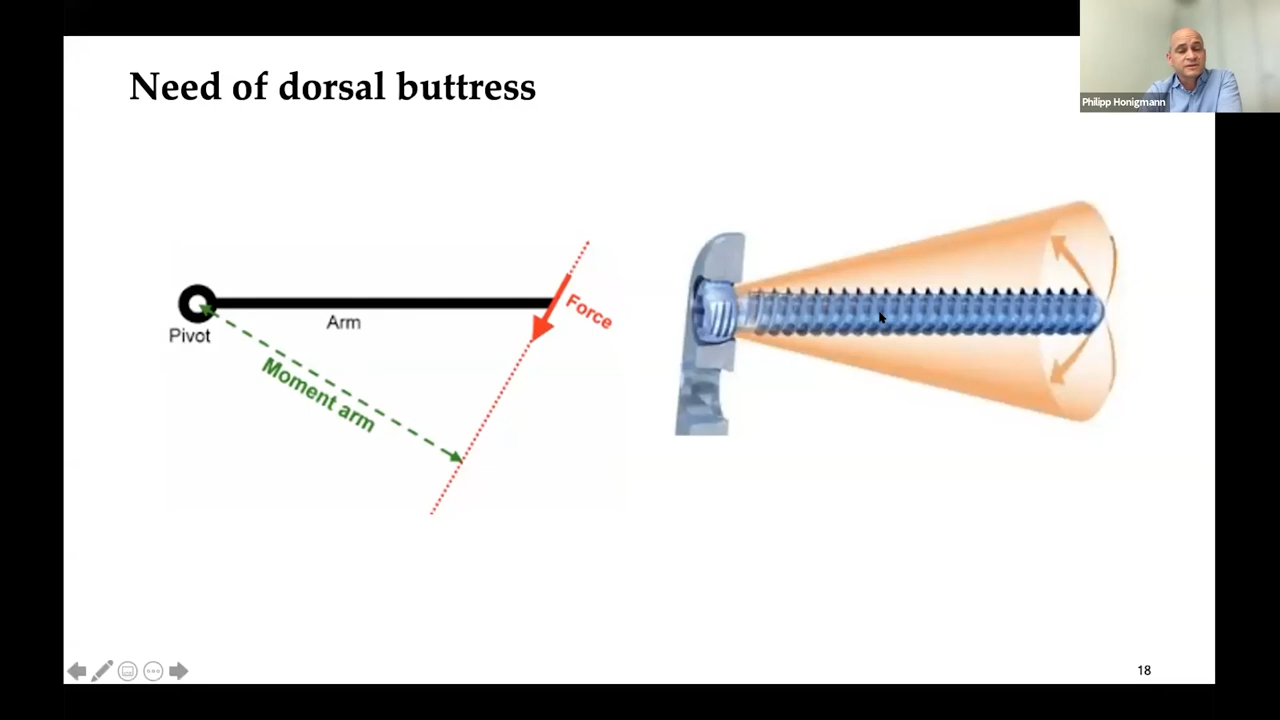 Need of dorsal buttress
Philipp Honigmann
Force
Pivot
Arm
Moment arm
18